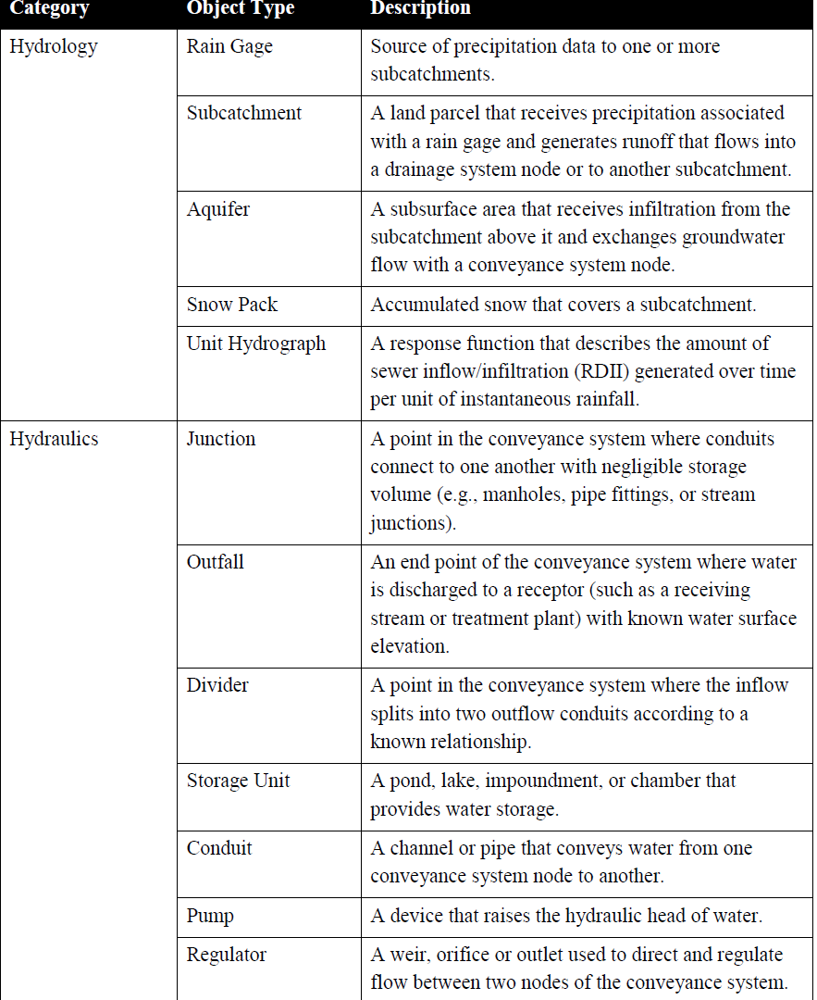 Category Object Type Description
Hydrology Rain Gage Source of precipitation data to one or more
subcatchments.
Subcatchment A land parcel that receives precipitation associated
with a rain gage and generates runoff that flows into
a drainage system node or to another subcatchment.
Aquifer A subsurface area that receives infiltration from the
subcatchment above it and exchanges groundwater
flow with a conveyance system node.
Snow Pack Accumulated snow that covers a subcatchment.
Unit Hydrograph A response function that describes the amount of
sewer inflow/infiltration (RDII) generated over time
per unit of instantaneous rainfall.
Hydraulics Junction A point in the conveyance system where conduits
connect to one another with negligible storage
volume (e.g., manholes, pipe fittings, or stream
junctions).
Outfall An end point of the conveyance system where water
is discharged to a receptor (such as a receiving
stream or treatment plant) with known water surface
elevation.
Divider A point in the conveyance system where the inflow
splits into two outflow conduits according to a
known relationship.
Storage Unit A pond, lake, impoundment, or chamber that
provides water storage.
Conduit A channel or pipe that conveys water from one
conveyance system node to another.
Pump A device that raises the hydraulic head of water.
Regulator A weir, orifice or outlet used to direct and regulate
flow between two nodes of the conveyance system.